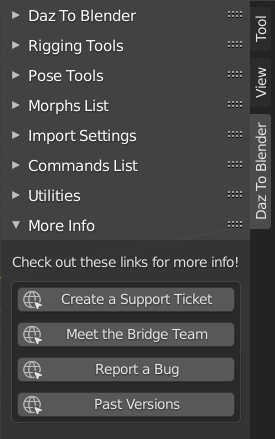 Daz To Blender
Rigging Tools
Pose Tools
Morphs List
Import Settings
Commands List
Utilities
More Info
Check out these links for more info!
Create a Support Ticket
Meet the Bridge Team
Report a Bug
Past Versions
Tool
View
Daz To Blender